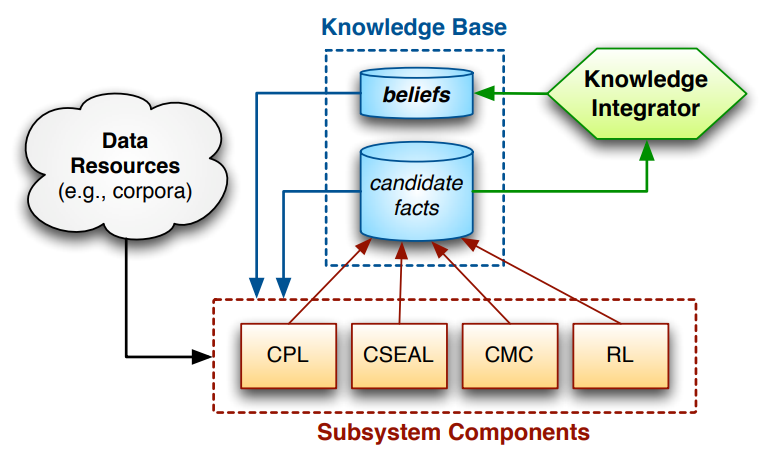 Knowledge Base
beliefs
Knowledge
Integrator
Data
Resources
(e.g., corpora)
candidate
facts
CPL
CSEAL
CMC
RL
Subsystem Components